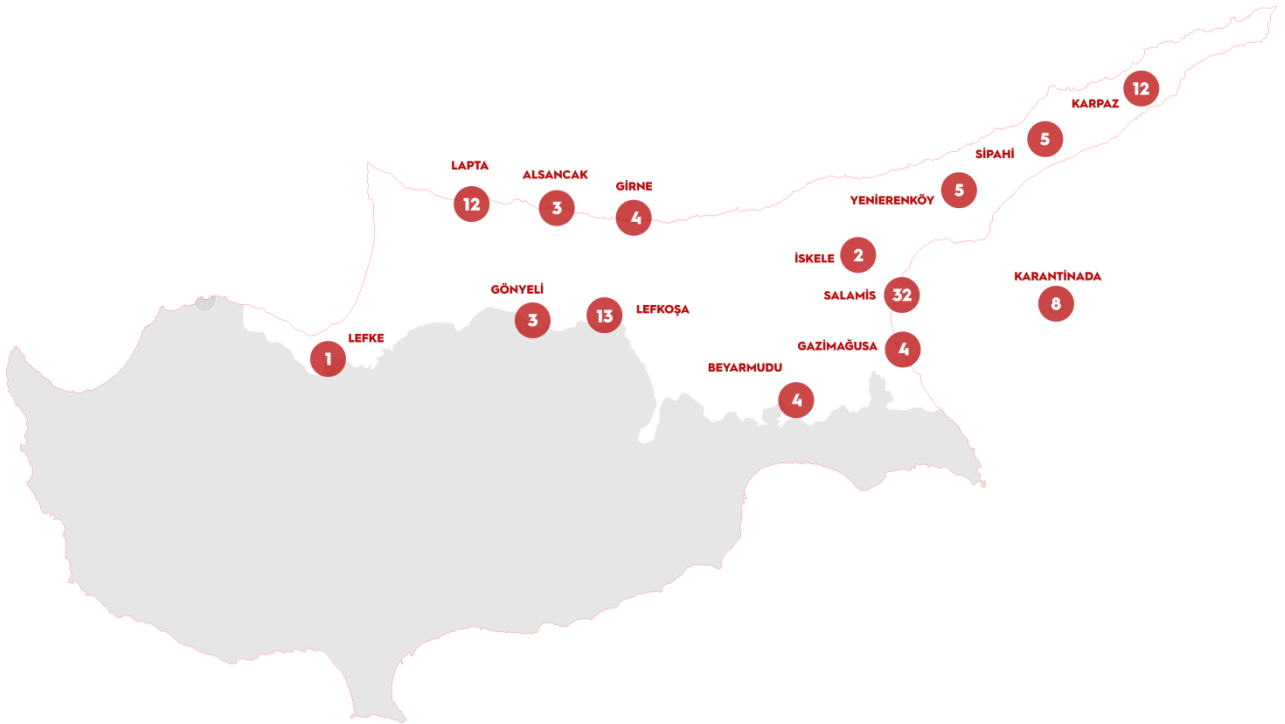 KARPAZ
12
SİPAHİ
5
YENİERENKÖY
5
LAPTA
12
ALSANCAK
3
GİRNE
4
İSKELE
2
SALAMİS
32
KARANTİNADA
8
GÖNYELİ
3
LEFKOŞA
13
LEFKE
1
GAZİMAĞUSA
4
BEYARMUDU
4